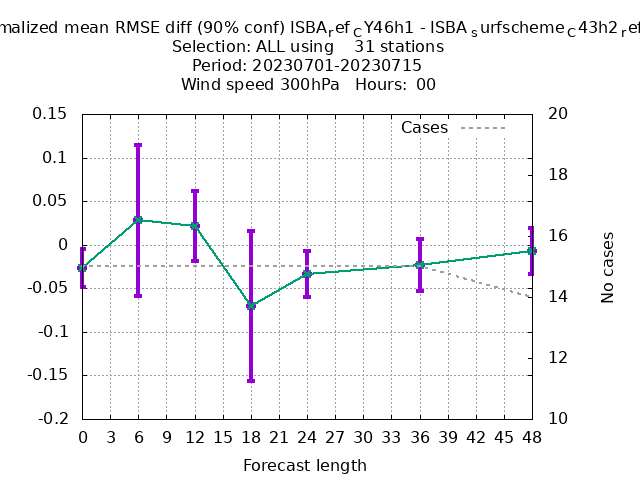 malized mean RMSE diff (90% conf) ISBA_ref_CY46h1 - ISBA_surfscheme_C43h2_ref
Selection: ALL using 31 stations
Period: 20230701-20230715
Wind speed 300hPa Hours: 00
0.15 20
Cases
0.1
18
0.05
0 16
-0.05
14
-0.1
12
-0.15
-0.2 10
No cases
0 3 6 9 12 15 18 21 24 27 30 33 36 39 42 45 48
Forecast length